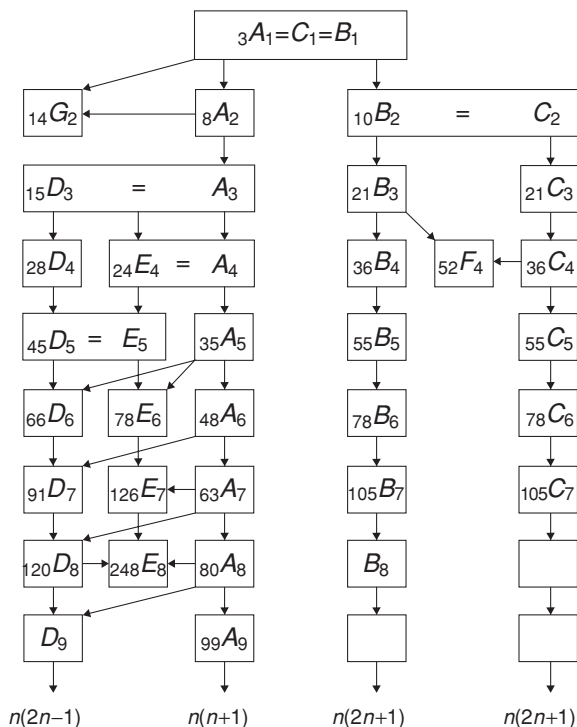 ₃A₁=C₁=B₁
₁₄G₂ ₈A₂ ₁₀B₂ = C₂
₁₅D₃ = A₃ ₂₁B₃ ₂₁C₃
₂₈D₄ ₂₄E₄ = A₄ ₃₆B₄ ₅₂F₄ ₃₆C₄
₄₅D₅ = E₅ ₃₅A₅ ₅₅B₅ ₅₅C₅
₆₆D₆ ₇₈E₆ ₄₈A₆ ₇₈B₆ ₇₈C₆
₉₁D₇ ₁₂₆E₇ ₆₃A₇ ₁₀₅B₇ ₁₀₅C₇
₁₂₀D₈ ₂₄₈E₈ ₈₀A₈ B₈
D₉ ₉₉A₉
n(2n−1) n(n+1) n(2n+1) n(2n+1)